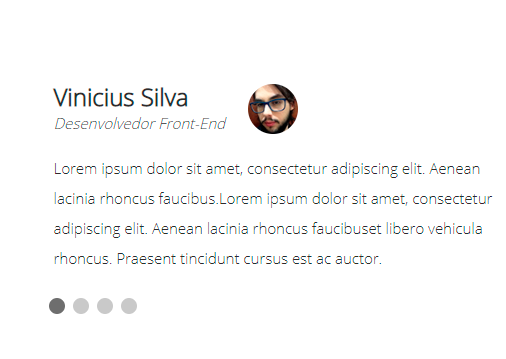 Vinicius Silva
Desenvolvedor Front-End
Lorem ipsum dolor sit amet, consectetur adipiscing elit. Aenean
lacinia rhoncus faucibus.Lorem ipsum dolor sit amet, consectetur
adipiscing elit. Aenean lacinia rhoncus faucibuset libero vehicula
rhoncus. Praesent tincidunt cursus est ac auctor.